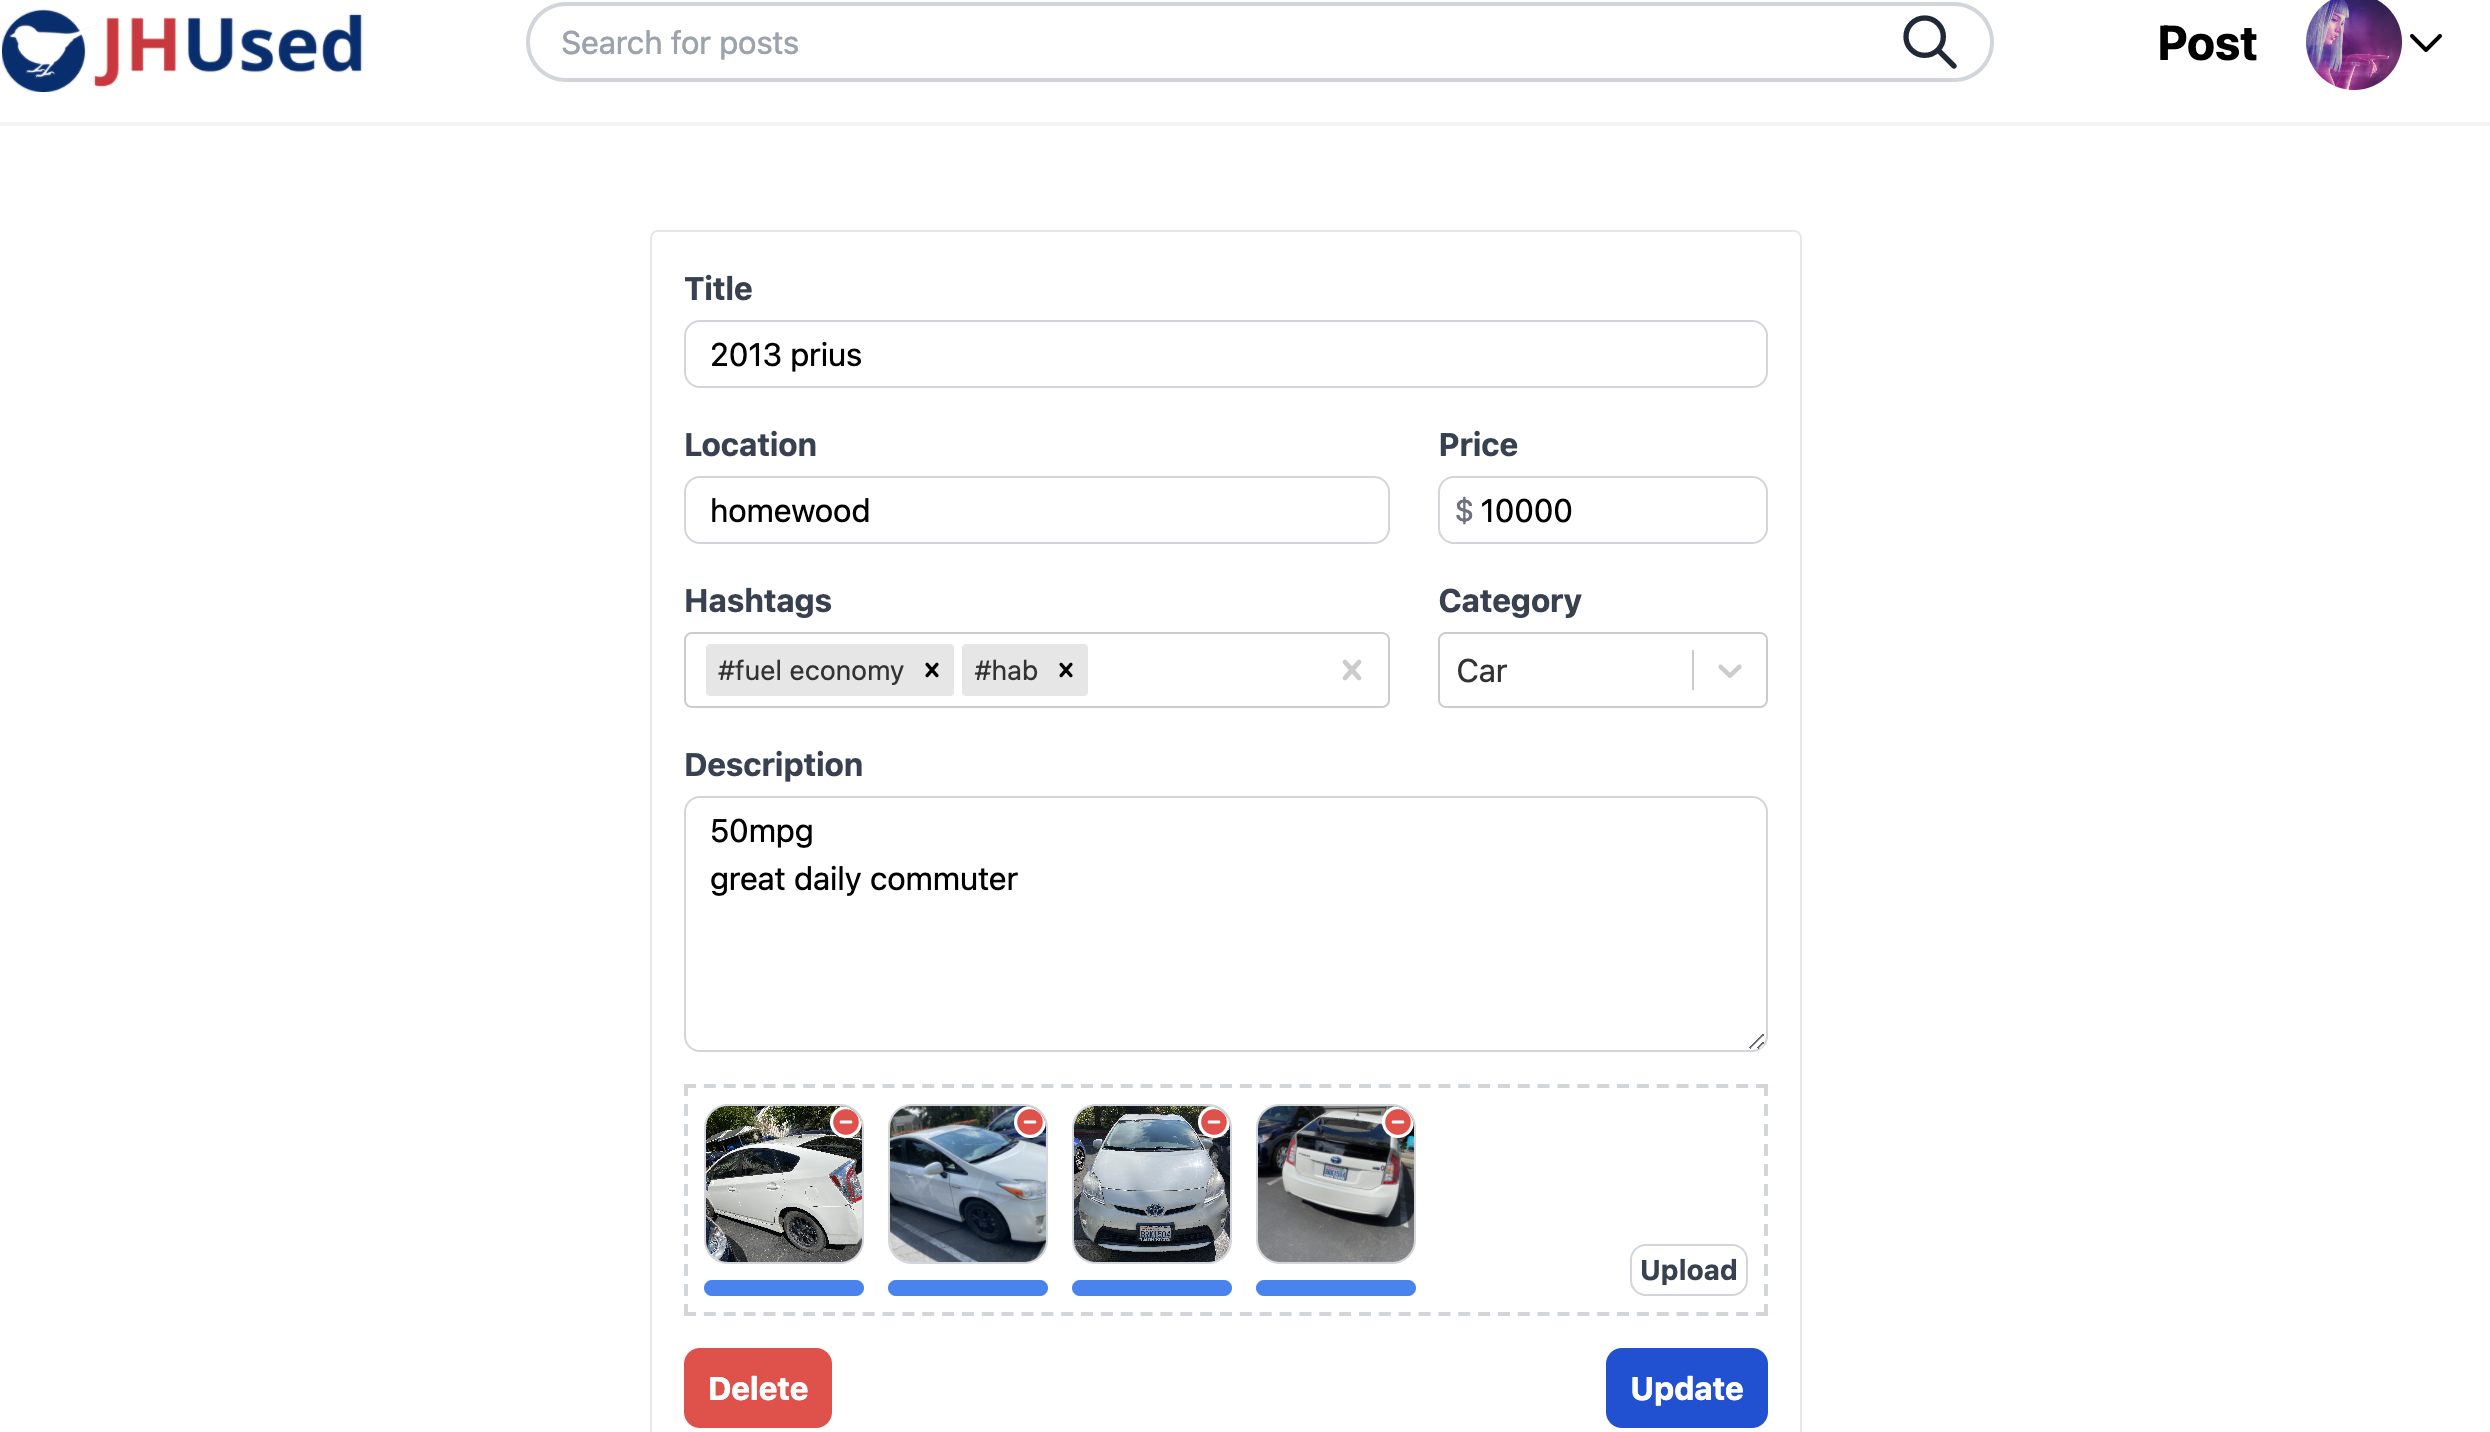 JHUsed
Search for posts
Post
Title
2013 prius
Location
Price
homewood
$ 10000
Hashtags
Category
#fuel economy
#hab
Car
Description
50mpg
great daily commuter
Upload
Delete
Update